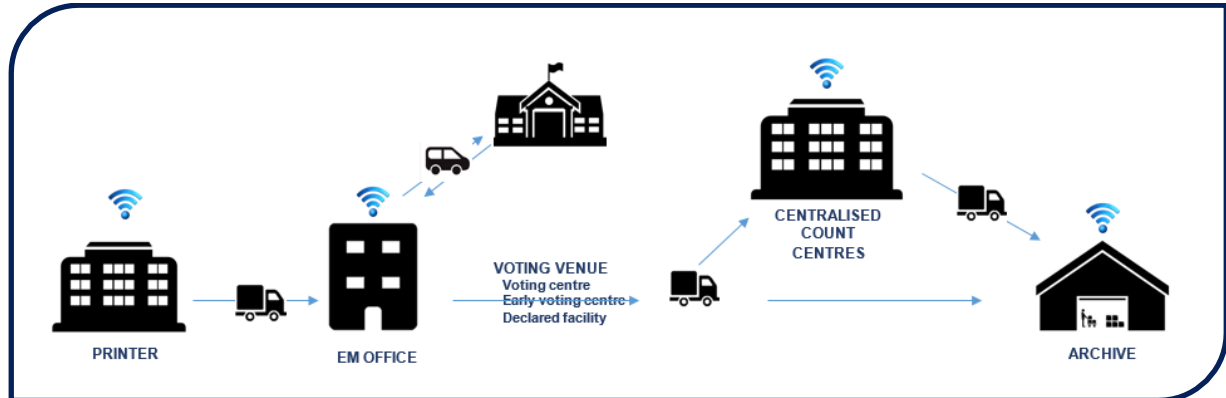 PRINTER
EM OFFICE
VOTING VENUE
Voting centre
Early voting centre
Declared facility
CENTRALISED
COUNT
CENTRES
ARCHIVE